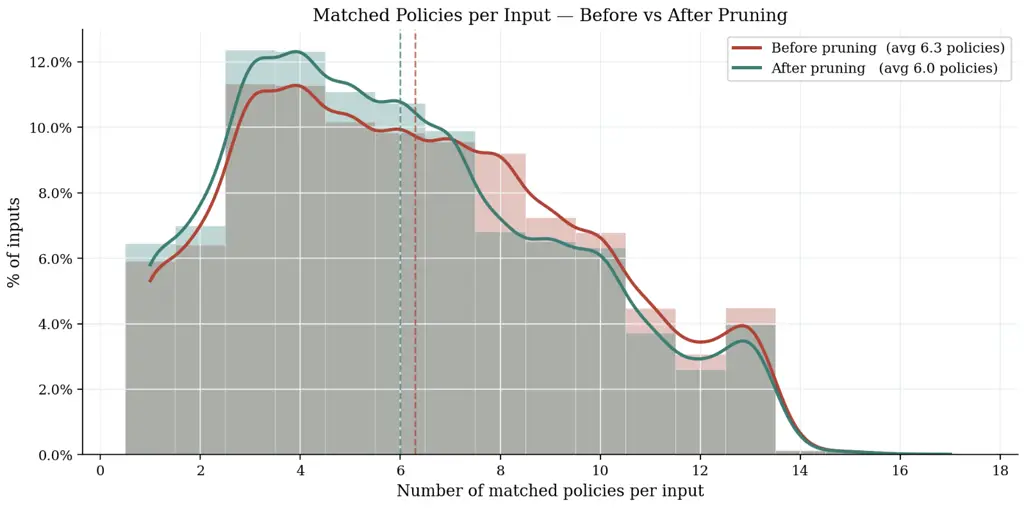 Matched Policies per Input — Before vs After Pruning
Before pruning (avg 6.3 policies)
After pruning (avg 6.0 policies)
% of inputs
12.0%
10.0%
8.0%
6.0%
4.0%
2.0%
0.0%
0 2 4 6 8 10 12 14 16 18
Number of matched policies per input